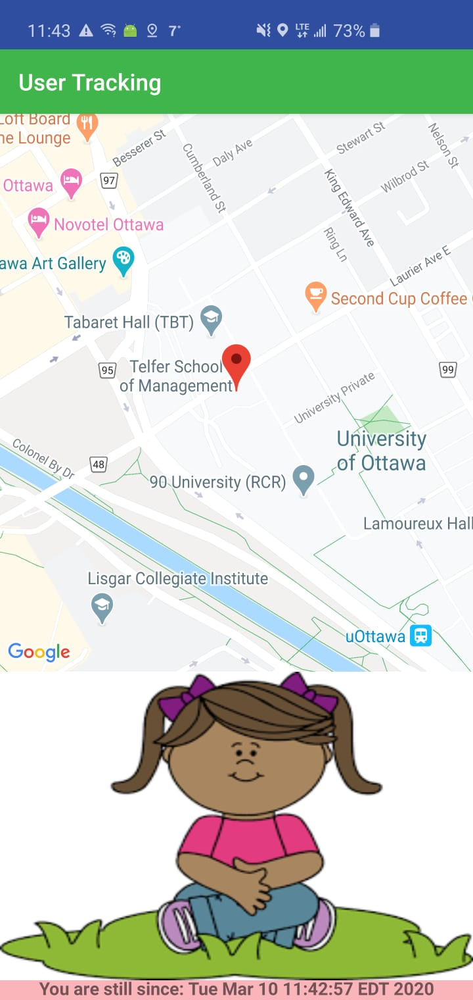 11:43 7° LTE 73%
User Tracking
Loft Board
ne Lounge
Besserer St
Cumberland St
Daly Ave
Stewart St
Nelson St
Ottawa
97
King Edward Ave
Wilbrod St
Novotel Ottawa
Ring Ln
awa Art Gallery
Laurier Ave E
Second Cup Coffee
Tabaret Hall (TBT)
95
Telfer School
of Management
99
University Private
University
of Ottawa
Colonel By Dr
48
90 University (RCR)
Lamoureux Hall
Lisgar Collegiate Institute
uOttawa
Google
You are still since: Tue Mar 10 11:42:57 EDT 2020